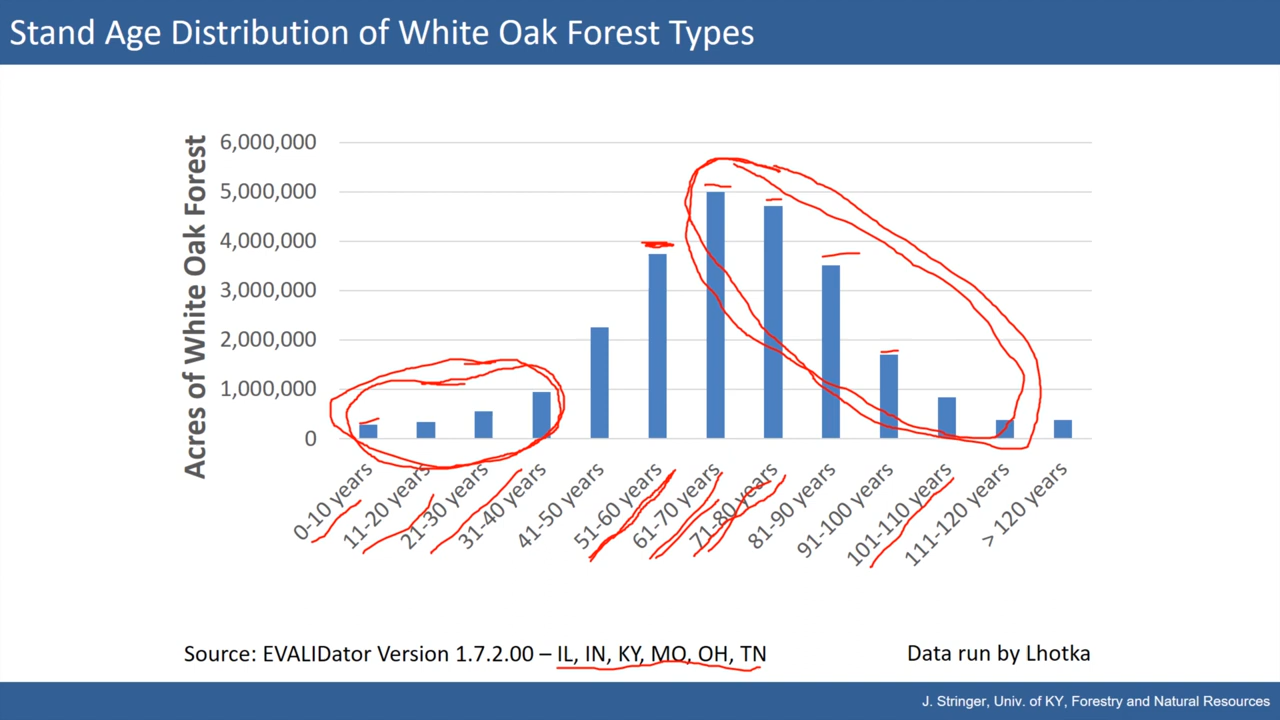 Stand Age Distribution of White Oak Forest Types
Acres of White Oak Forest
6,000,000
5,000,000
4,000,000
3,000,000
2,000,000
1,000,000
0
0-10 years
11-20 years
21-30 years
31-40 years
41-50 years
51-60 years
61-70 years
71-80 years
81-90 years
91-100 years
101-110 years
111-120 years
> 120 years
Source: EVALIDator Version 1.7.2.00 – IL, IN, KY, MO, OH, TN
Data run by Lhotka
J. Stringer, Univ. of KY, Forestry and Natural Resources